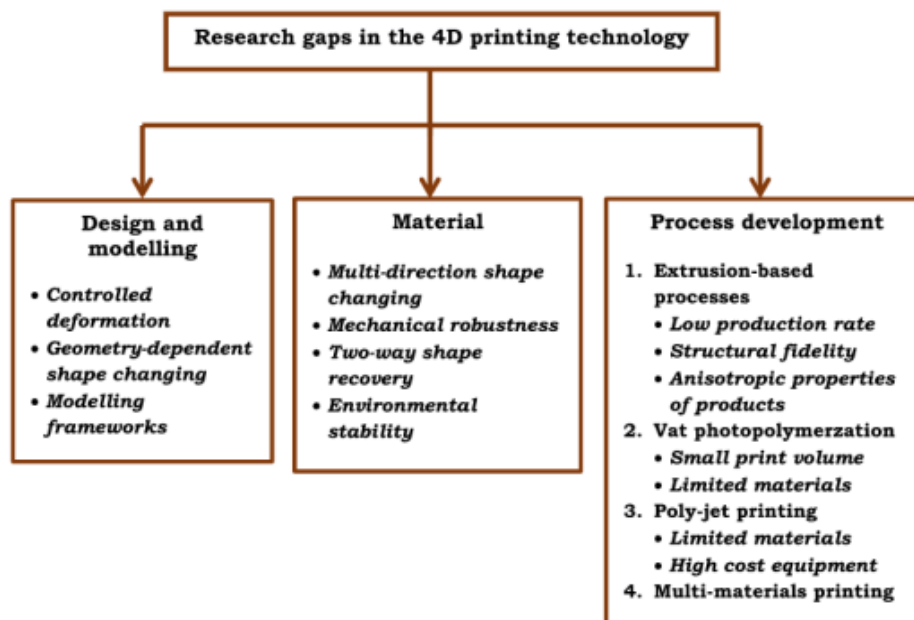 Research gaps in the 4D printing technology
Design and
modelling
• Controlled
deformation
• Geometry-dependent
shape changing
• Modelling
frameworks
Material
• Multi-direction shape
changing
• Mechanical robustness
• Two-way shape
recovery
• Environmental
stability
Process development
1. Extrusion-based
processes
• Low production rate
• Structural fidelity
• Anisotropic properties
of products
2. Vat photopolymerzation
• Small print volume
• Limited materials
3. Poly-jet printing
• Limited materials
• High cost equipment
4. Multi-materials printing